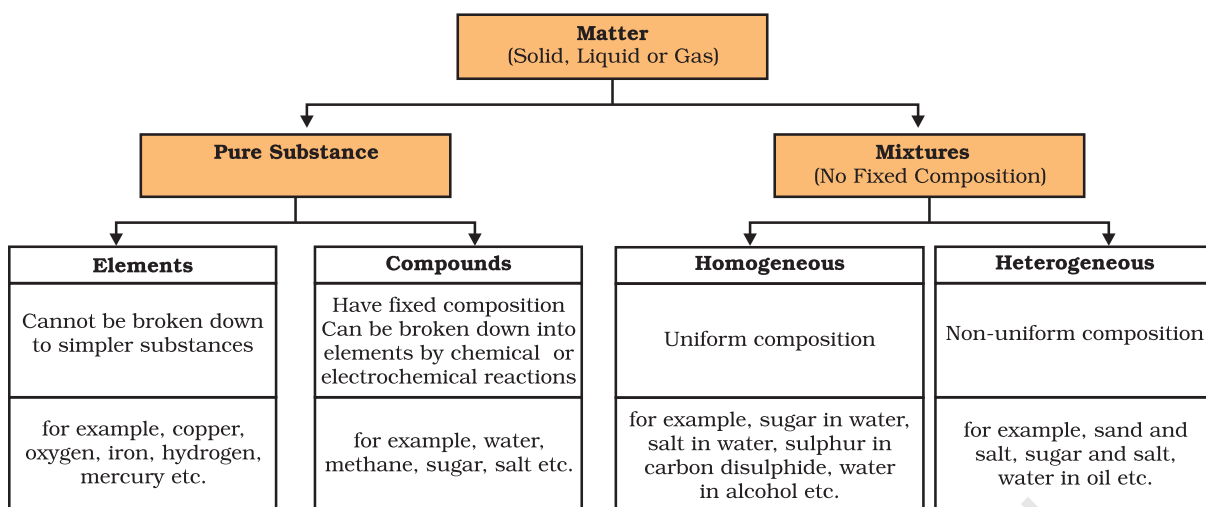 Matter
(Solid, Liquid or Gas)
Pure Substance
Mixtures
(No Fixed Composition)
Elements
Cannot be broken down
to simpler substances
for example, copper,
oxygen, iron, hydrogen,
mercury etc.
Compounds
Have fixed composition
Can be broken down into
elements by chemical or
electrochemical reactions
for example, water,
methane, sugar, salt etc.
Homogeneous
Uniform composition
for example, sugar in water,
salt in water, sulphur in
carbon disulphide, water
in alcohol etc.
Heterogeneous
Non-uniform composition
for example, sand and
salt, sugar and salt,
water in oil etc.